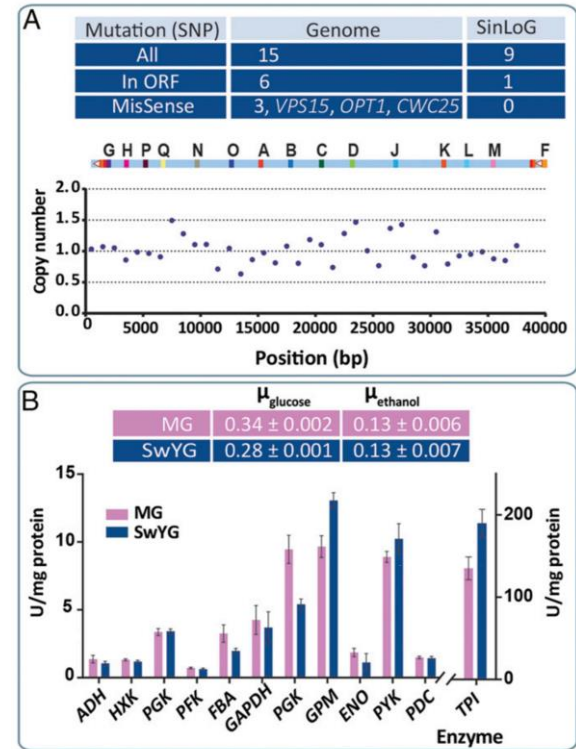 A
Mutation (SNP) Genome SinLoG
All 15 9
In ORF 6 1
MisSense 3, VPS15, OPT1, CWC25 0
G H P Q N O A B C D J K L M F
Copy number
2.0
1.5
1.0
0.5
0.0
0 5000 10000 15000 20000 25000 30000 35000 40000
Position (bp)
B
μglucose μethanol
MG 0.34 ± 0.002 0.13 ± 0.006
SwYG 0.28 ± 0.001 0.13 ± 0.007
MG
SwYG
U/mg protein
15
10
5
0
U/mg protein
200
100
0
ADH HXK PGK PFK FBA GAPDH PGK GPM ENO PYK PDC TPI
Enzyme